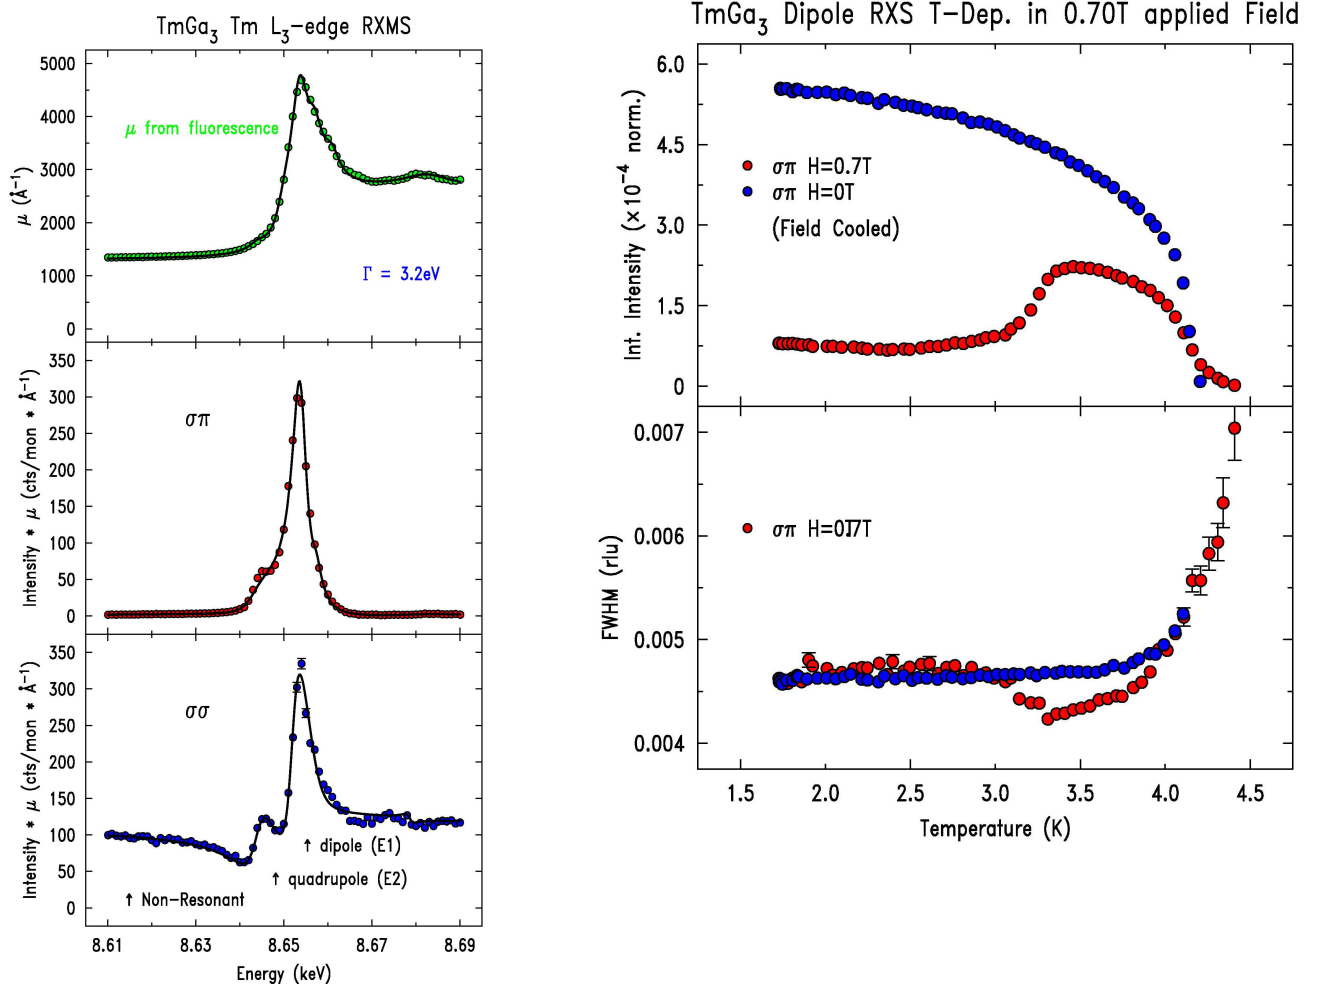 TmGa3 Tm L3-edge RXMS
5000
4000
3000
2000
1000
0
μ (Å⁻¹)
μ from fluorescence
Γ = 3.2eV
350
300
250
200
150
100
50
0
Intensity * μ (cts/mon * Å⁻¹)
σπ
350
300
250
200
150
100
50
0
Intensity * μ (cts/mon * Å⁻¹)
σσ
↑ dipole (E1)
↑ quadrupole (E2)
↑ Non-Resonant
8.61 8.63 8.65 8.67 8.69
Energy (keV)
TmGa3 Dipole RXS T-Dep. in 0.70T applied Field
6.0
4.5
3.0
1.5
0
Int. Intensity (×10⁻⁴ norm.)
σπ H=0.7T
σπ H=0T
(Field Cooled)
0.007
0.006
0.005
0.004
FWHM (rlu)
σπ
1.5 2.0 2.5 3.0 3.5 4.0 4.5
Temperature (K)